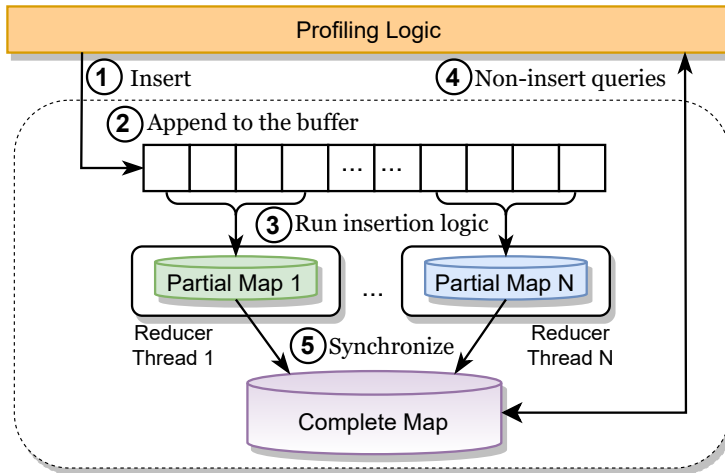 Profiling Logic
1 Insert
4 Non-insert queries
2 Append to the buffer
... ...
3 Run insertion logic
Partial Map 1
...
Partial Map N
Reducer
Thread 1
Reducer
Thread N
5 Synchronize
Complete Map